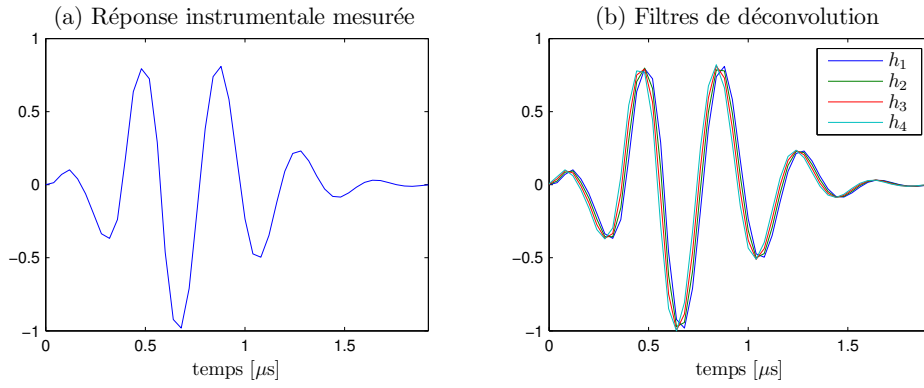 (a) Réponse instrumentale mesurée
1
0.5
0
−0.5
−1
0
0.5
1
1.5
temps [µs]
(b) Filtres de déconvolution
1
0.5
0
−0.5
−1
0
0.5
1
1.5
temps [µs]
h₁
h₂
h₃
h₄